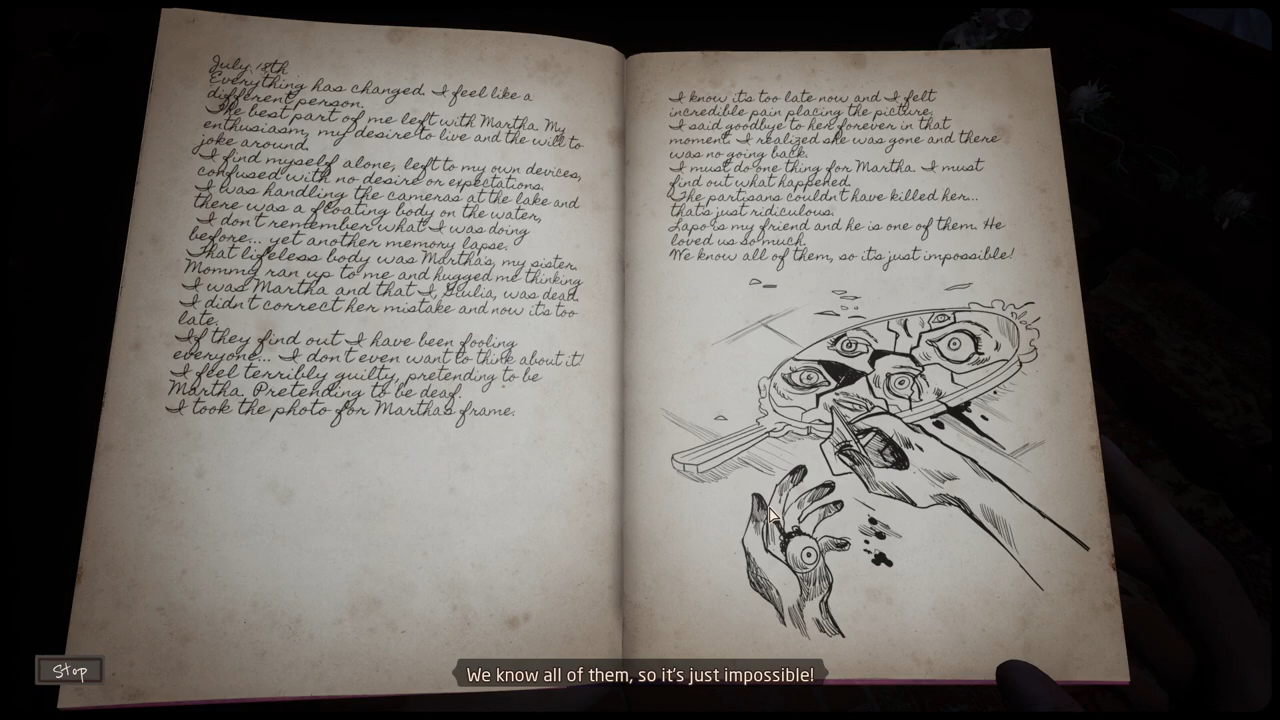 July 18th
Everything has changed. I feel like a
different person.
The best part of me left with Martha. My
enthusiasm, my desire to live and the will to
joke around.
I find myself alone, left to my own devices,
confused with no desire or expectations.
I was handling the cameras at the lake and
there was a floating body on the water,
I don't remember what I was doing
before... yet another memory lapse.
That lifeless body was Martha's, my sister.
Mommy ran up to me and hugged me thinking
I was Martha and that I, Giulia, was dead.
I didn't correct her mistake and now it's too
late.
If they find out I have been fooling
everyone... I don't even want to think about it!
I feel terribly guilty, pretending to be
Martha. Pretending to be deaf.
I took the photo for Martha's frame.
I know it's too late now and I felt
incredible pain placing the picture.
I said goodbye to her forever in that
moment. I realized she was gone and there
was no going back.
I must do one thing for Martha. I must
find out what happened.
The partisans couldn't have killed her...
that's just ridiculous.
Lapo is my friend and he is one of them. He
loved us so much.
We know all of them, so it's just impossible!
Stop
We know all of them, so it's just impossible!